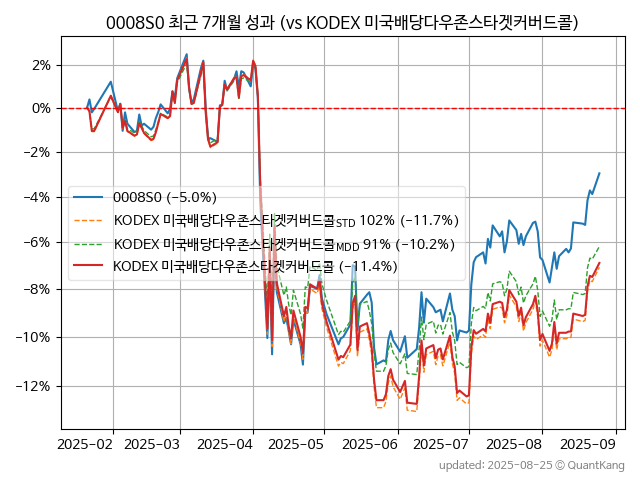 0008S0 최근 7개월 성과 (vs KODEX 미국배당다우존스타겟커버드콜)
2%
0%
−2%
−4%
−6%
−8%
−10%
−12%
0008S0 (−5.0%)
KODEX 미국배당다우존스타겟커버드콜STD 102% (−11.7%)
KODEX 미국배당다우존스타겟커버드콜MDD 91% (−10.2%)
KODEX 미국배당다우존스타겟커버드콜 (−11.4%)
2025-02 2025-03 2025-04 2025-05 2025-06 2025-07 2025-08 2025-09
updated: 2025-08-25 © QuantKang